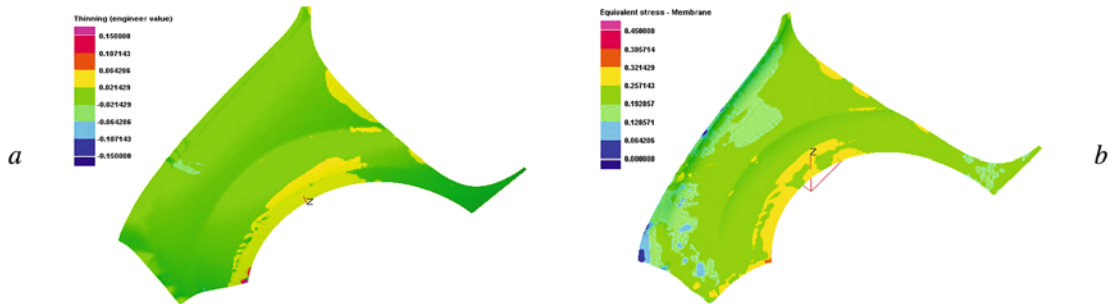 Thinning (engineer value)
0.150000
0.107143
0.064286
0.021429
-0.021429
-0.064286
-0.107143
-0.150000
Z
a
Equivalent stress - Membrane
0.450000
0.385714
0.321429
0.257143
0.192857
0.128571
0.064286
0.000000
Z
b